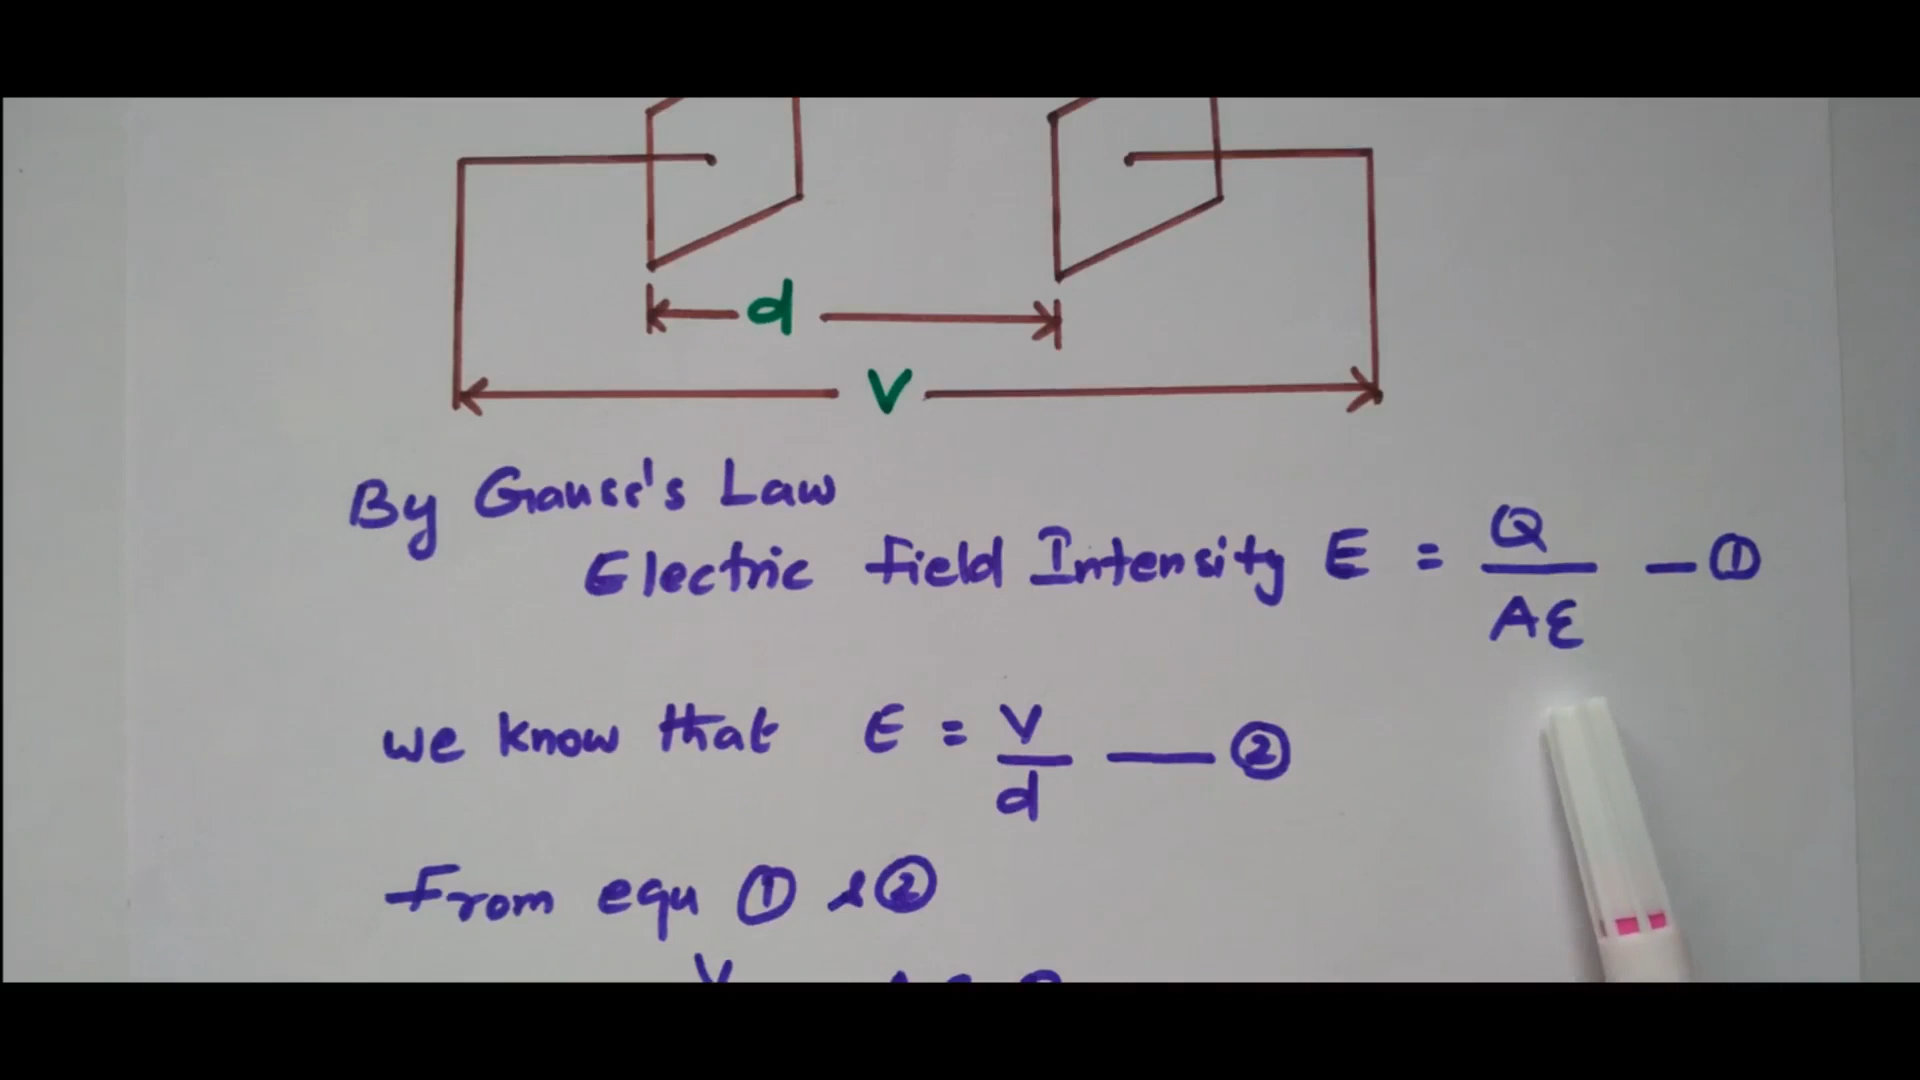 d
V
By Gauss's Law
Electric Field Intensity E = Q/Aε — ①
we know that E = V/d — ②
From equ ① & ②
V